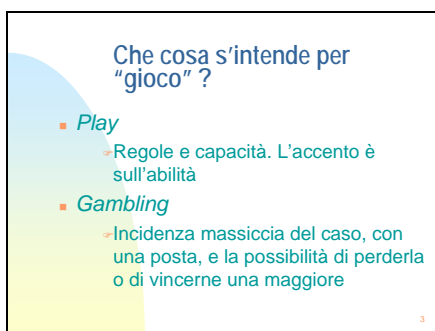 Che cosa s'intende per
"gioco" ?
Play
Regole e capacità. L'accento è
sull'abilità
Gambling
Incidenza massiccia del caso, con
una posta, e la possibilità di perderla
o di vincerne una maggiore
3